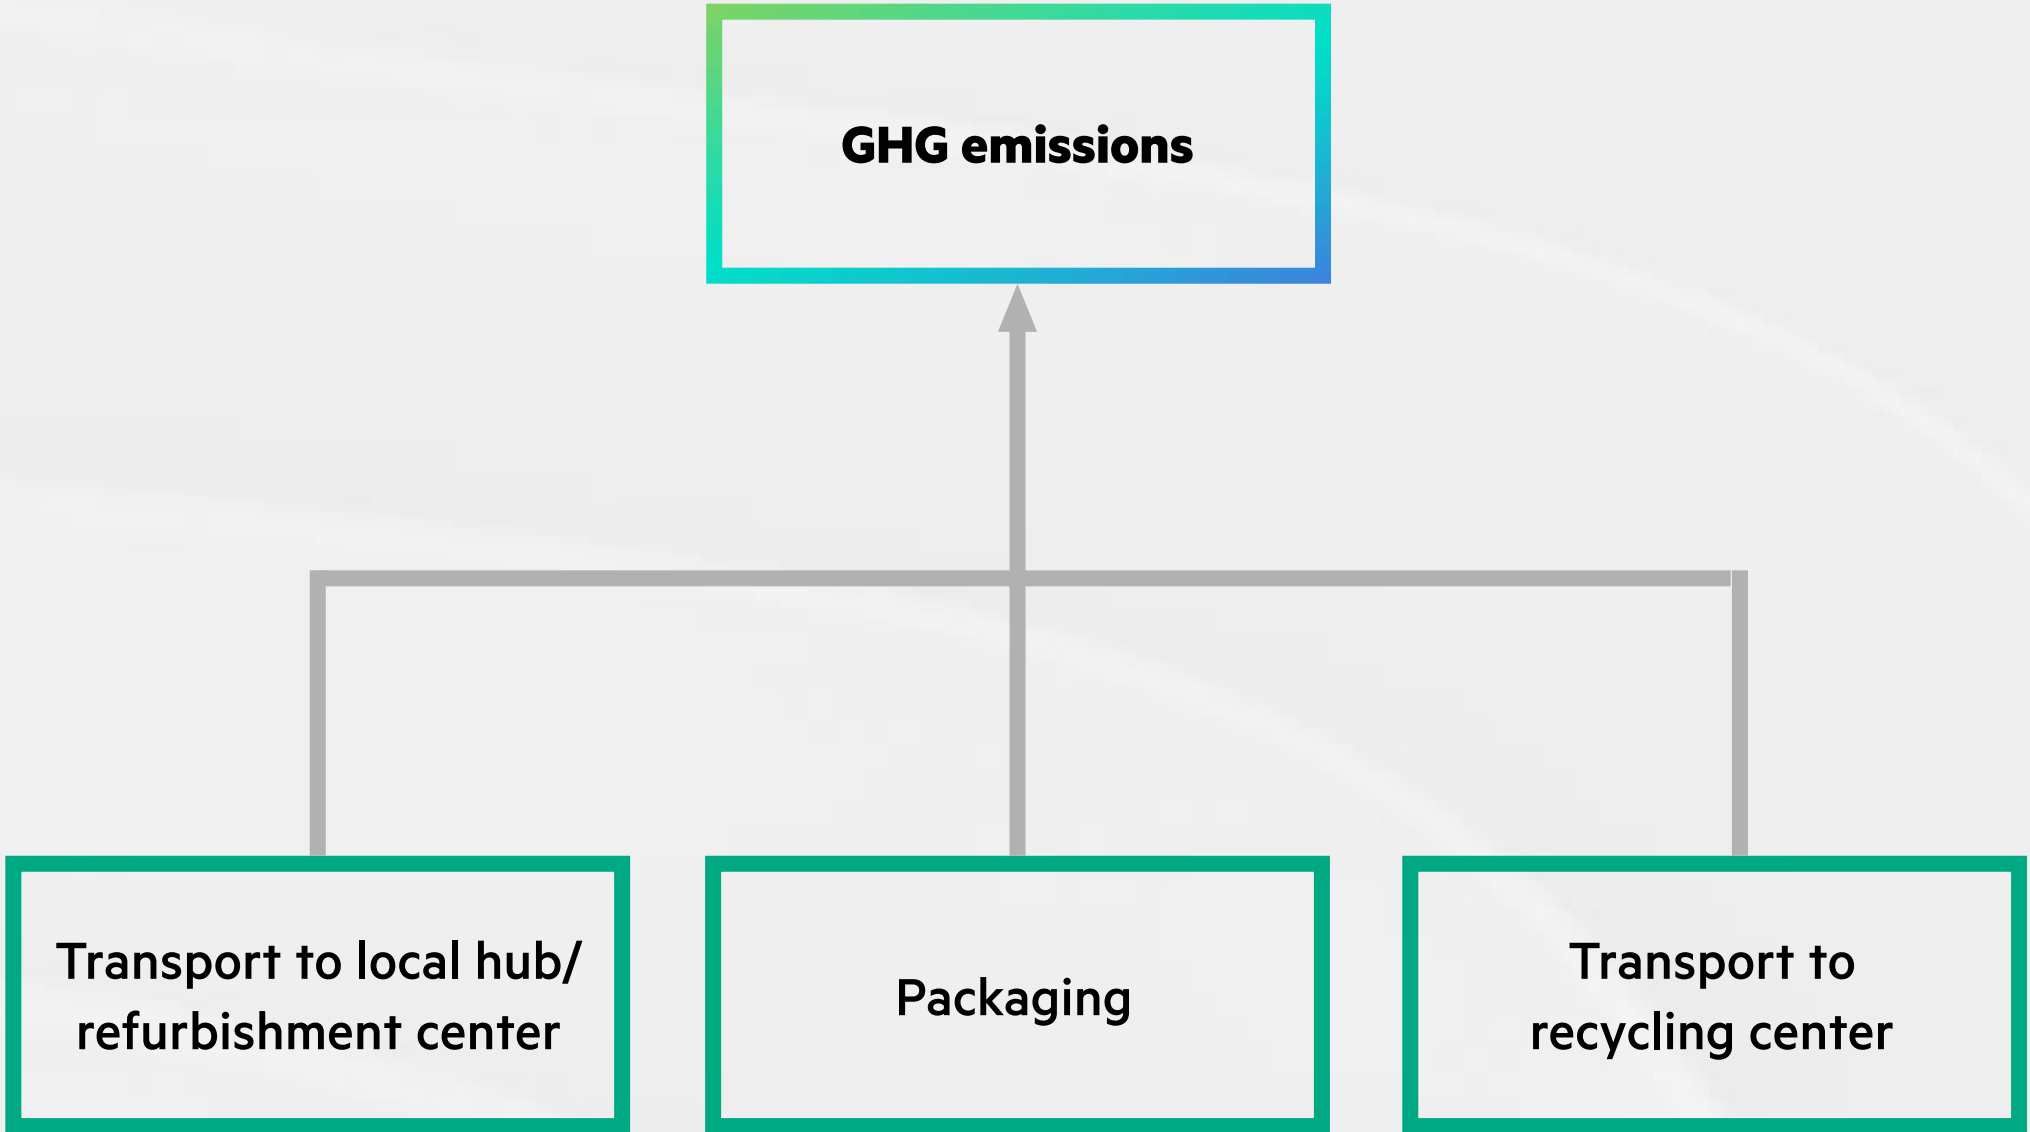 GHG emissions
Transport to local hub/
refurbishment center
Packaging
Transport to
recycling center